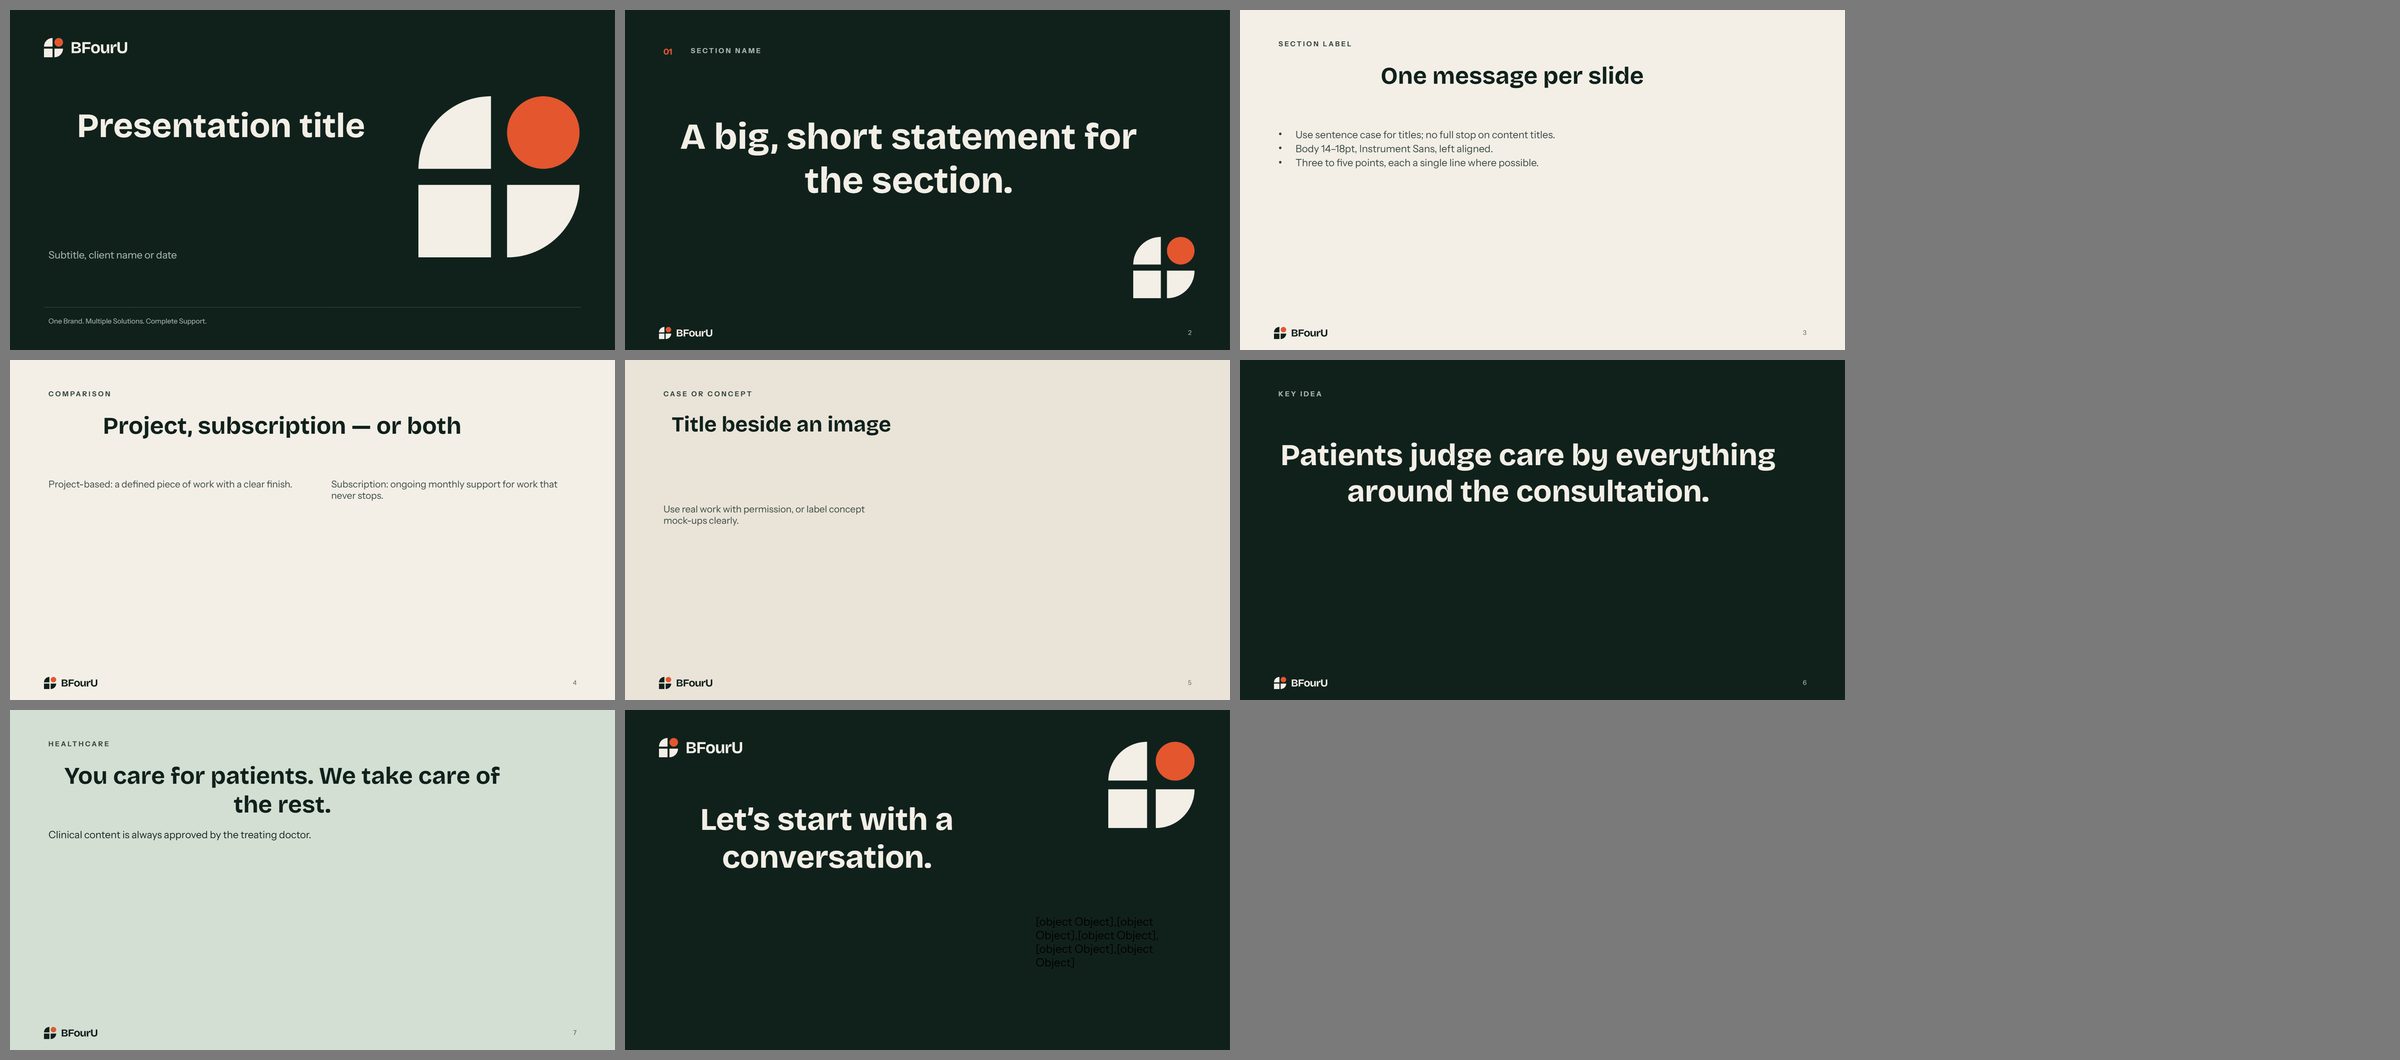 BFourU
Presentation title
Subtitle, client name or date
One Brand. Multiple Solutions. Complete Support.
01 SECTION NAME
A big, short statement for
the section.
BFourU
2
SECTION LABEL
One message per slide
• Use sentence case for titles; no full stop on content titles.
• Body 14–18pt, Instrument Sans, left aligned.
• Three to five points, each a single line where possible.
BFourU
3
COMPARISON
Project, subscription — or both
Project-based: a defined piece of work with a clear finish.
Subscription: ongoing monthly support for work that
never stops.
BFourU
4
CASE OR CONCEPT
Title beside an image
Use real work with permission, or label concept
mock-ups clearly.
BFourU
5
KEY IDEA
Patients judge care by everything
around the consultation.
BFourU
6
HEALTHCARE
You care for patients. We take care of
the rest.
Clinical content is always approved by the treating doctor.
BFourU
7
BFourU
Let’s start with a
conversation.
[object Object],[object
Object],[object Object],
[object Object],[object
Object]